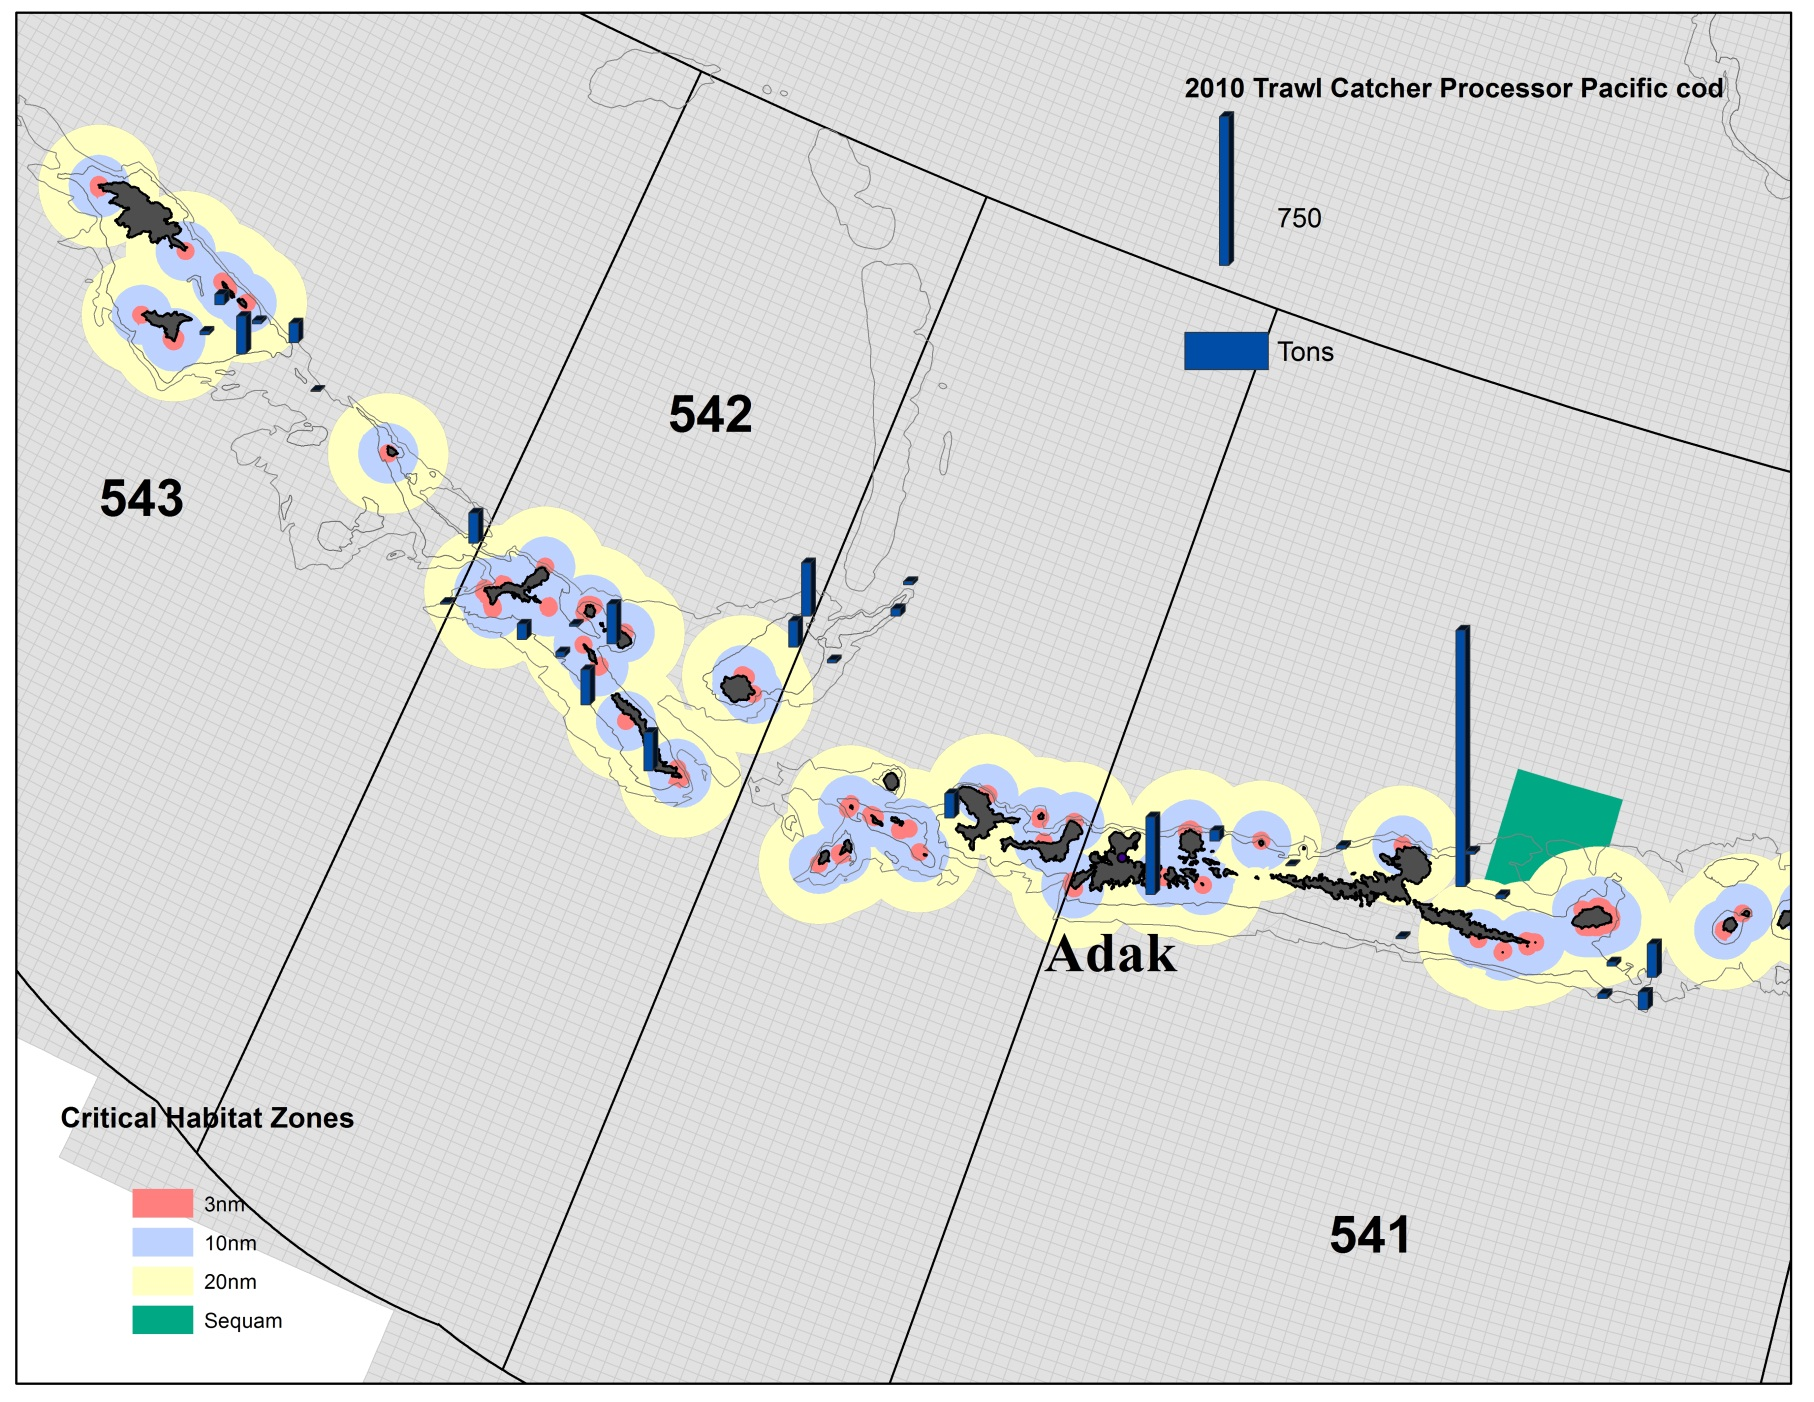 2010 Trawl Catcher Processor Pacific cod
750
Tons
542
543
Adak
541
Critical Habitat Zones
3nm
10nm
20nm
Sequam